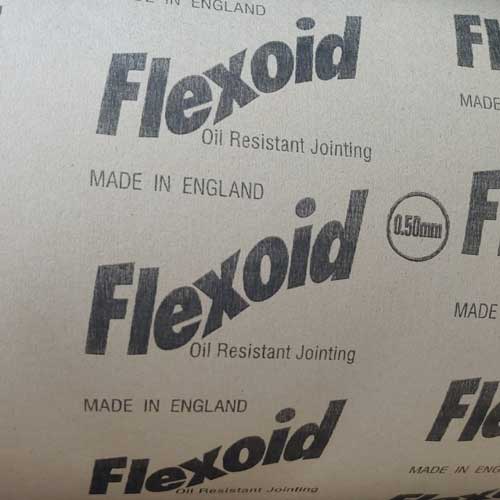 MADE IN ENGLAND
Flexoid
Oil Resistant Jointing
MADE
MADE IN ENGLAND
0.50mm
Flexoid
Oil Resistant Jointing
MADE
MADE IN ENGLAND
Flexoid
Oil Resistant Jointing
MADE IN